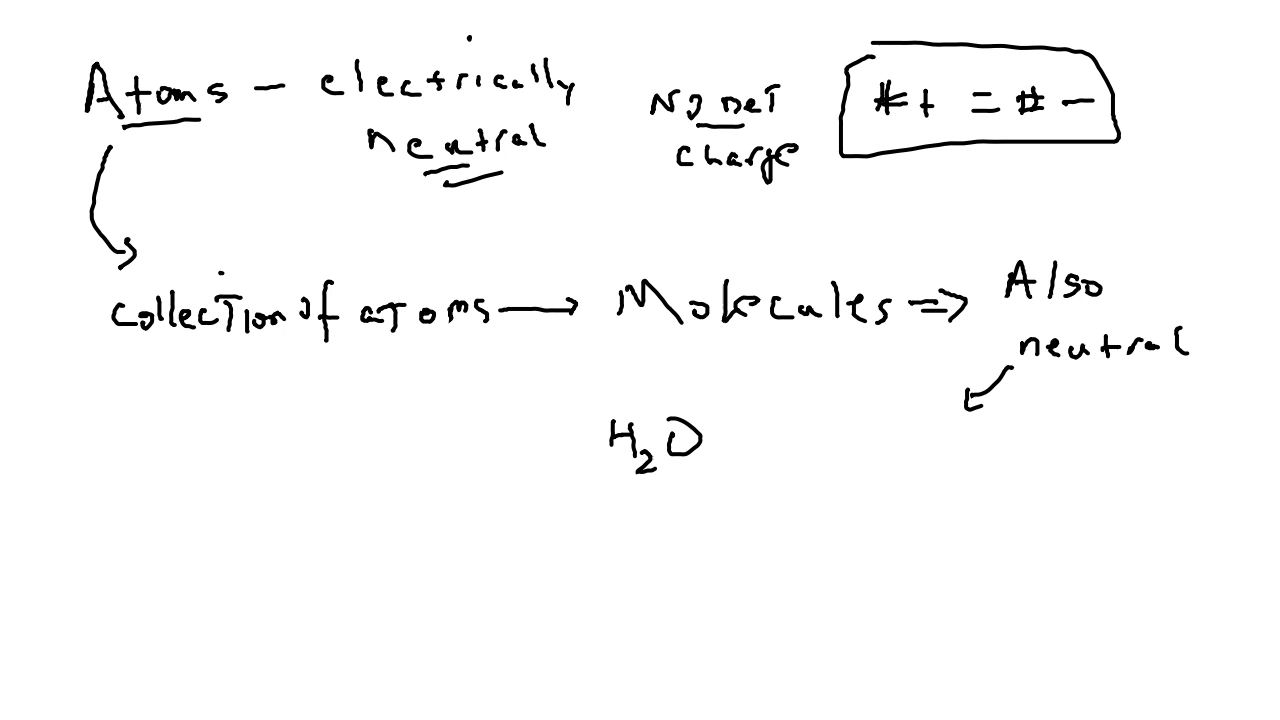 Atoms - electrically
neutral
No net
charge
#+ = #-
collection of atoms → Molecules ⇒ Also
neutral
H₂O